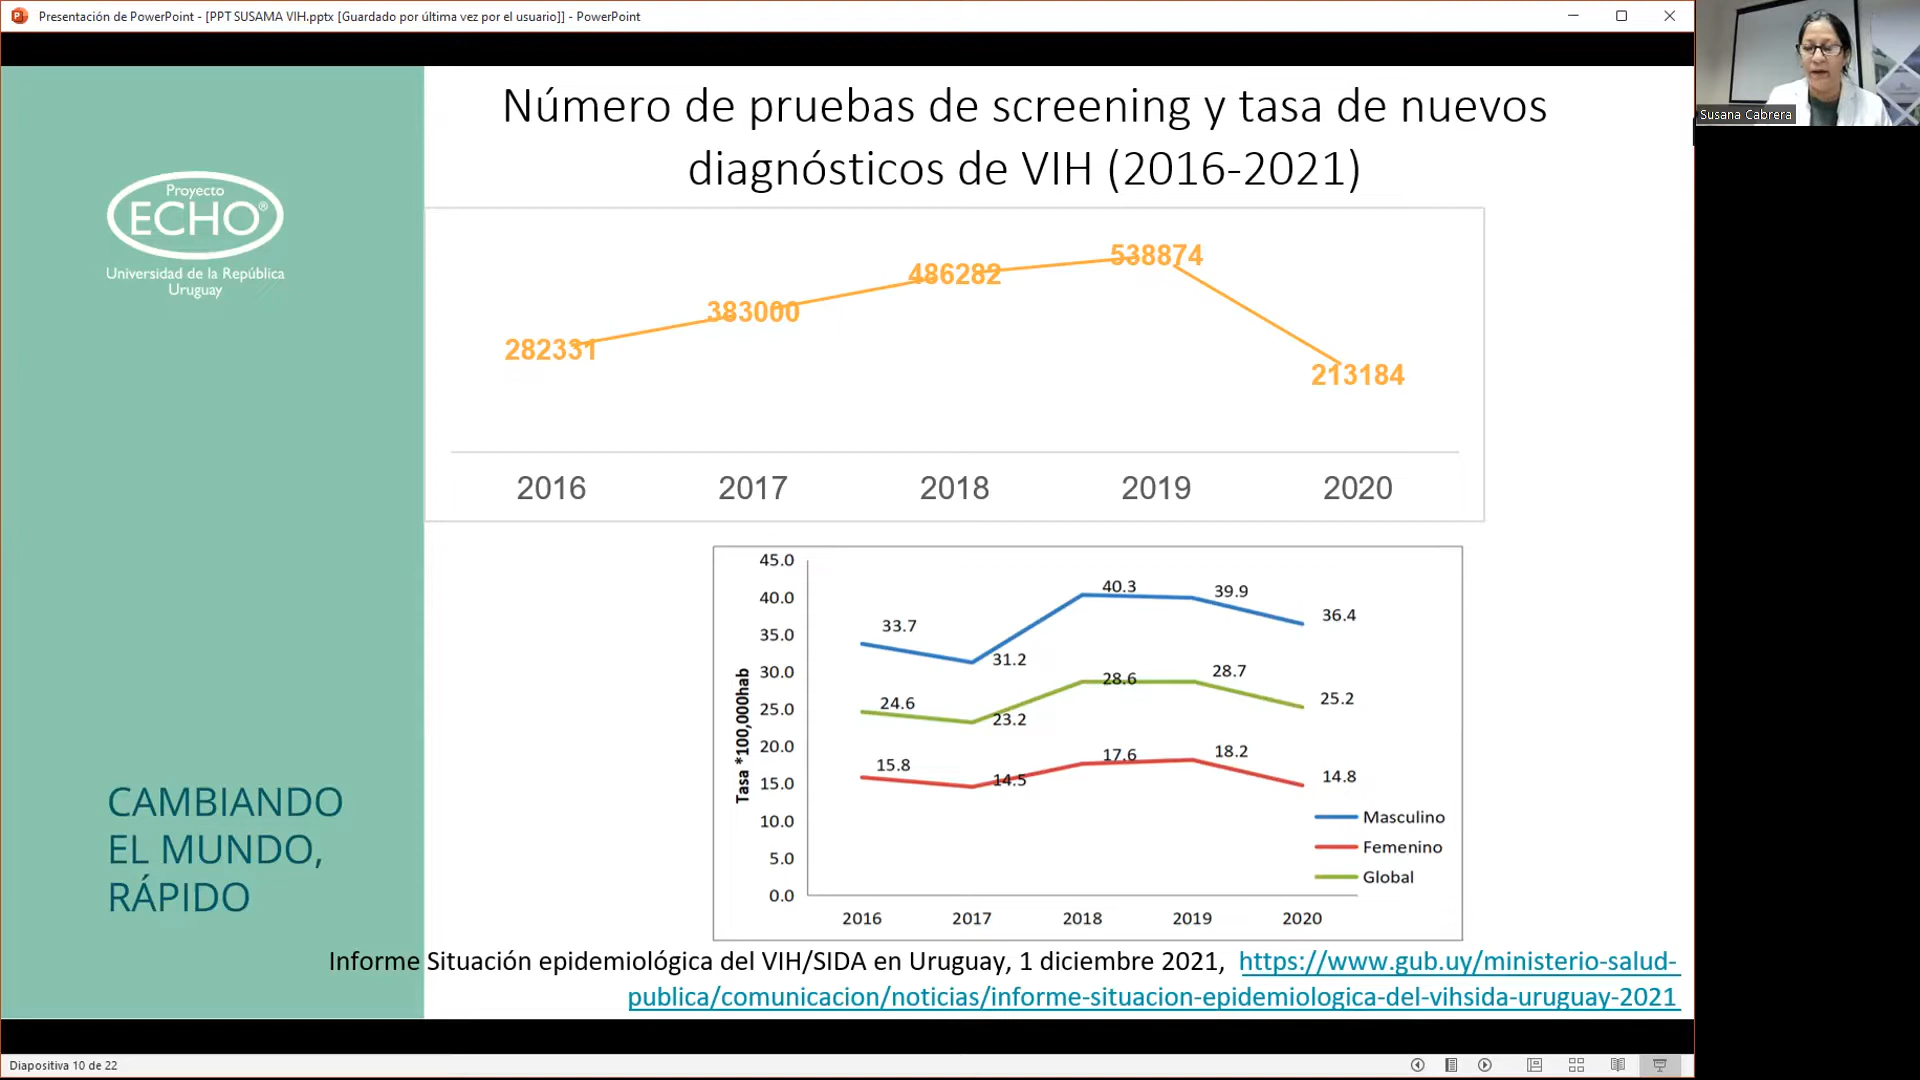 Presentación de PowerPoint - [PPT SUSAMA VIH.pptx [Guardado por última vez por el usuario]] - PowerPoint
Susana Cabrera
Proyecto
ECHO®
Universidad de la República
Uruguay
CAMBIANDO
EL MUNDO,
RÁPIDO
Número de pruebas de screening y tasa de nuevos
diagnósticos de VIH (2016-2021)
282331
383000
486282
538874
213184
2016 2017 2018 2019 2020
Tasa *100,000hab
45.0
40.0
35.0
30.0
25.0
20.0
15.0
10.0
5.0
0.0
33.7 31.2 40.3 39.9 36.4
24.6 23.2 28.6 28.7 25.2
15.8 14.5 17.6 18.2 14.8
Masculino
Femenino
Global
2016 2017 2018 2019 2020
Informe Situación epidemiológica del VIH/SIDA en Uruguay, 1 diciembre 2021, https://www.gub.uy/ministerio-salud-
publica/comunicacion/noticias/informe-situacion-epidemiologica-del-vihsida-uruguay-2021
Diapositiva 10 de 22